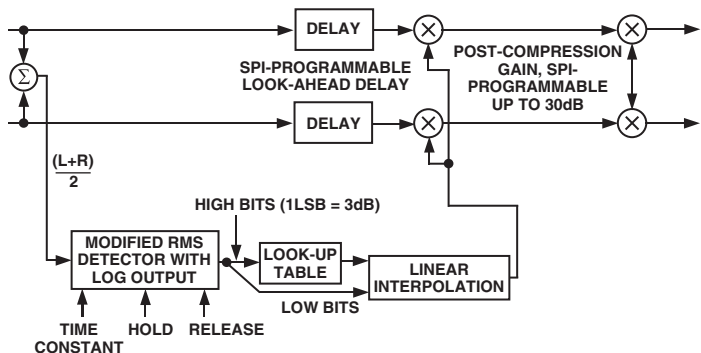 DELAY
SPI-PROGRAMMABLE
LOOK-AHEAD DELAY
POST-COMPRESSION
GAIN, SPI-
PROGRAMMABLE
UP TO 30dB
Σ
DELAY
(L+R)
2
HIGH BITS (1LSB = 3dB)
MODIFIED RMS
DETECTOR WITH
LOG OUTPUT
LOOK-UP
TABLE
LINEAR
INTERPOLATION
LOW BITS
TIME
CONSTANT
HOLD
RELEASE